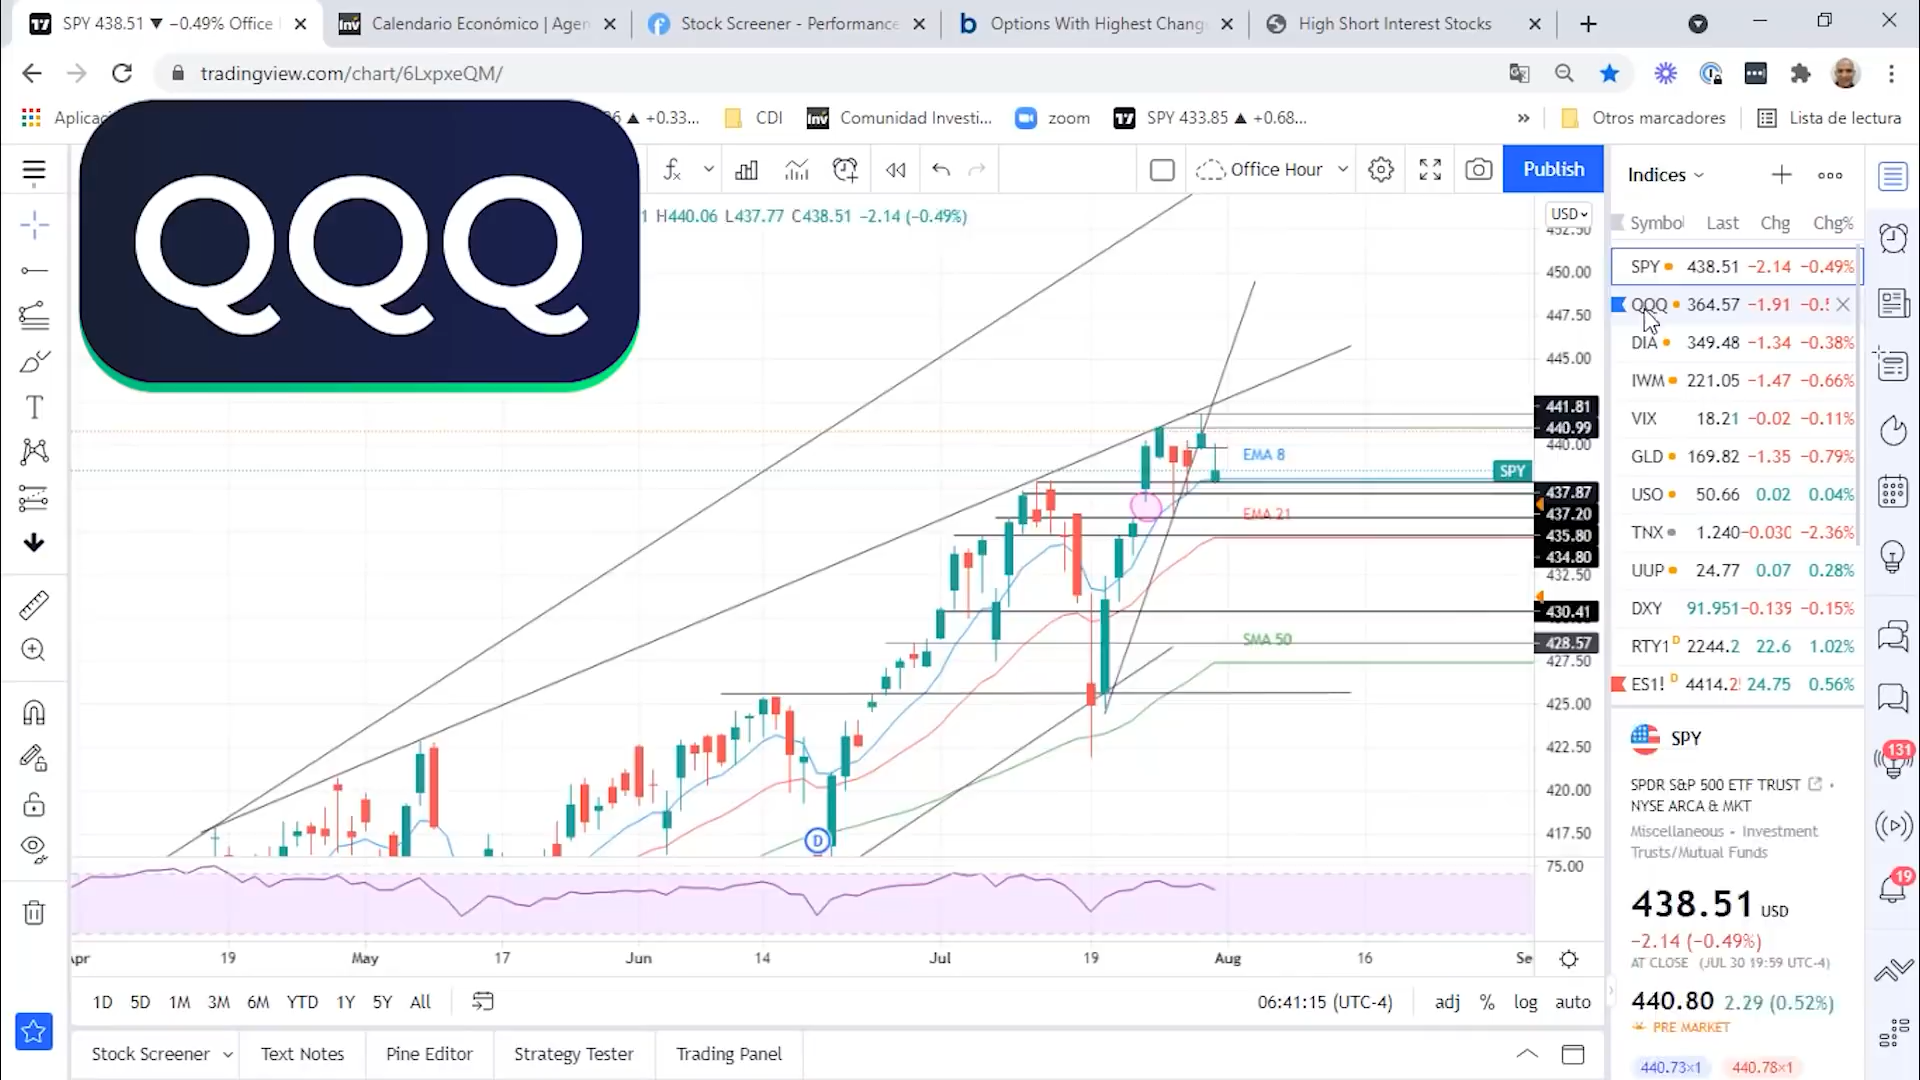 SPY 438.51 ▼ −0.49% Office
Calendario Económico | Agen
Stock Screener - Performance
Options With Highest Chang
High Short Interest Stocks
tradingview.com/chart/6LxpxeQM/
▲ +0.33...
CDI
Comunidad Investi...
zoom
SPY 433.85 ▲ +0.68...
»
Otros marcadores
Lista de lectura
QQQ
Office Hour
Publish
H440.06 L437.77 C438.51 −2.14 (−0.49%)
USD
452.50
450.00
447.50
445.00
441.81
440.99
440.00
SPY
437.87
437.20
435.80
434.80
432.50
430.41
428.57
427.50
425.00
422.50
420.00
417.50
75.00
EMA 8
EMA 21
SMA 50
D
19
May
17
Jun
14
Jul
19
Aug
16
1D 5D 1M 3M 6M YTD 1Y 5Y All
06:41:15 (UTC-4) adj % log auto
Stock Screener Text Notes Pine Editor Strategy Tester Trading Panel
Indices
Symbol Last Chg Chg%
SPY 438.51 −2.14 −0.49%
QQQ 364.57 −1.91
DIA 349.48 −1.34 −0.38%
IWM 221.05 −1.47 −0.66%
VIX 18.21 −0.02 −0.11%
GLD 169.82 −1.35 −0.79%
USO 50.66 0.02 0.04%
TNX 1.240 −0.030 −2.36%
UUP 24.77 0.07 0.28%
DXY 91.951 −0.139 −0.15%
RTY1 D 2244.2 22.6 1.02%
ES1! D 4414.2 24.75 0.56%
SPY
SPDR S&P 500 ETF TRUST
NYSE ARCA & MKT
Miscellaneous • Investment
Trusts/Mutual Funds
438.51 USD
−2.14 (−0.49%)
AT CLOSE (JUL 30 19:59 UTC-4)
440.80 2.29 (0.52%)
PRE MARKET
440.73×1 440.78×1
131
19